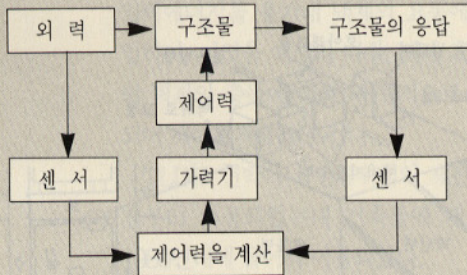 외 력
구조물
구조물의 응답
제어력
센 서
가력기
센 서
제어력을 계산